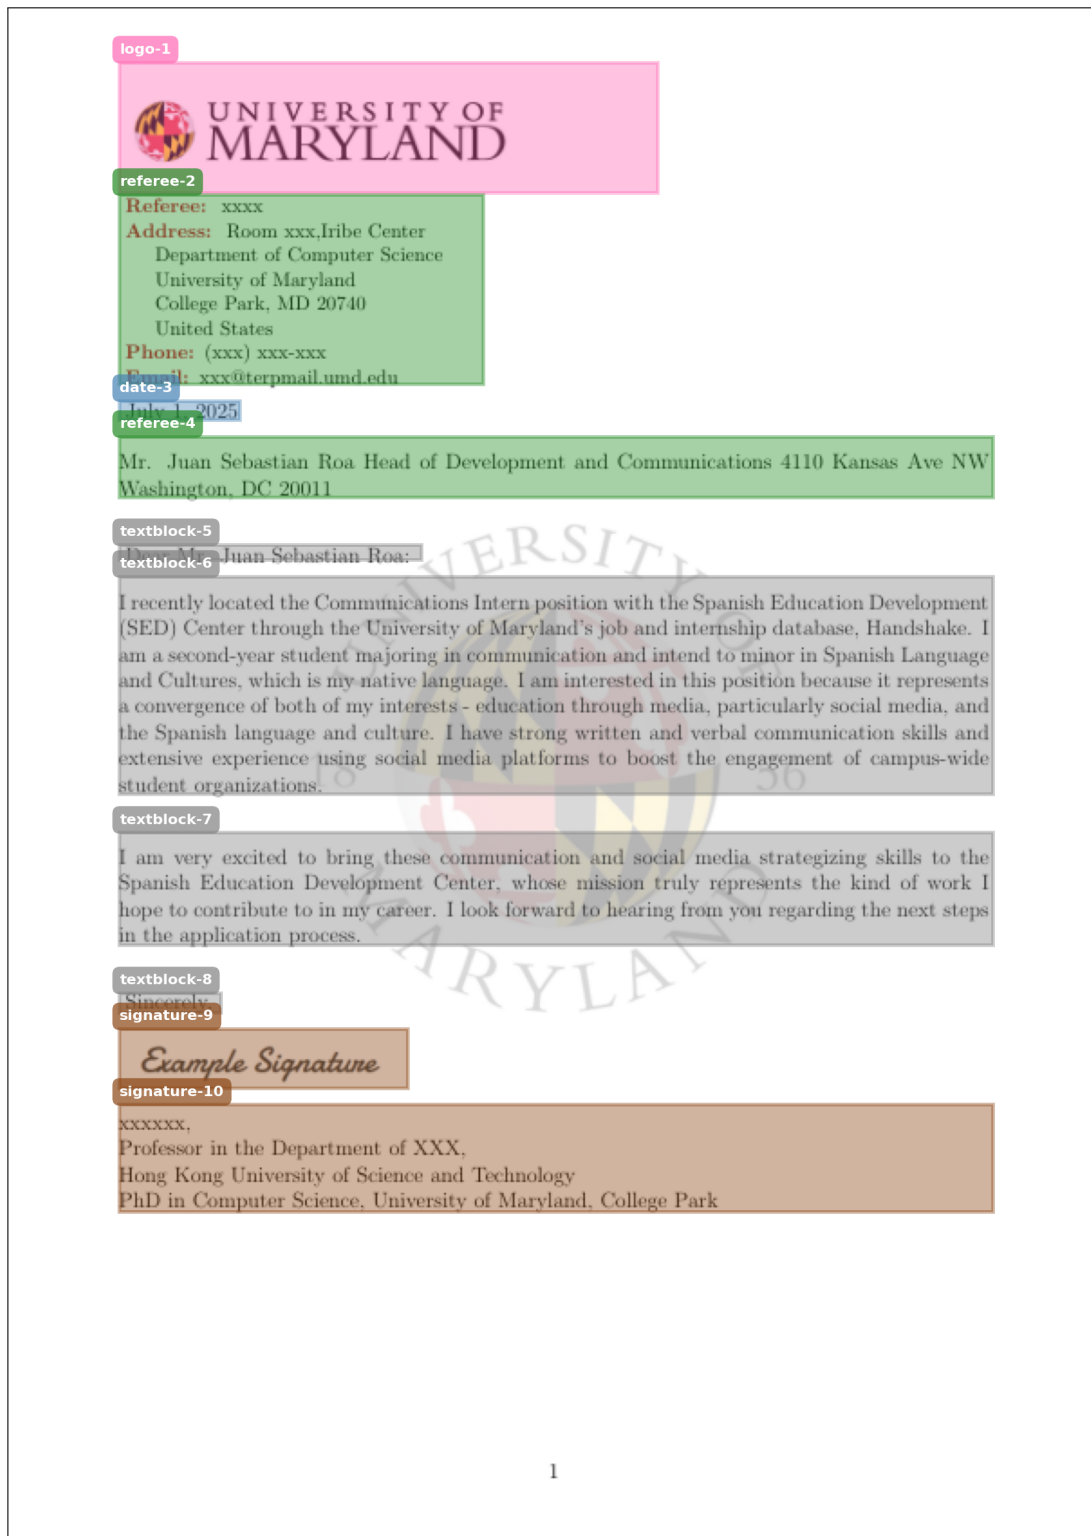 logo-1
UNIVERSITY OF
MARYLAND
referee-2
Referee: xxxx
Address: Room xxx,Iribe Center
Department of Computer Science
University of Maryland
College Park, MD 20740
United States
Phone: (xxx) xxx-xxx
Email: xxx@terpmail.umd.edu
date-3
July 1, 2025
referee-4
Mr. Juan Sebastian Roa Head of Development and Communications 4110 Kansas Ave NW
Washington, DC 20011
textblock-5
Dear Mr. Juan Sebastian Roa:
textblock-6
I recently located the Communications Intern position with the Spanish Education Development
(SED) Center through the University of Maryland's job and internship database, Handshake. I
am a second-year student majoring in communication and intend to minor in Spanish Language
and Cultures, which is my native language. I am interested in this position because it represents
a convergence of both of my interests - education through media, particularly social media, and
the Spanish language and culture. I have strong written and verbal communication skills and
extensive experience using social media platforms to boost the engagement of campus-wide
student organizations.
textblock-7
I am very excited to bring these communication and social media strategizing skills to the
Spanish Education Development Center, whose mission truly represents the kind of work I
hope to contribute to in my career. I look forward to hearing from you regarding the next steps
in the application process.
textblock-8
Sincerely,
signature-9
Example Signature
signature-10
xxxxxx,
Professor in the Department of XXX,
Hong Kong University of Science and Technology
PhD in Computer Science, University of Maryland, College Park
UNIVERSITY OF
18 56
MARYLAND
1